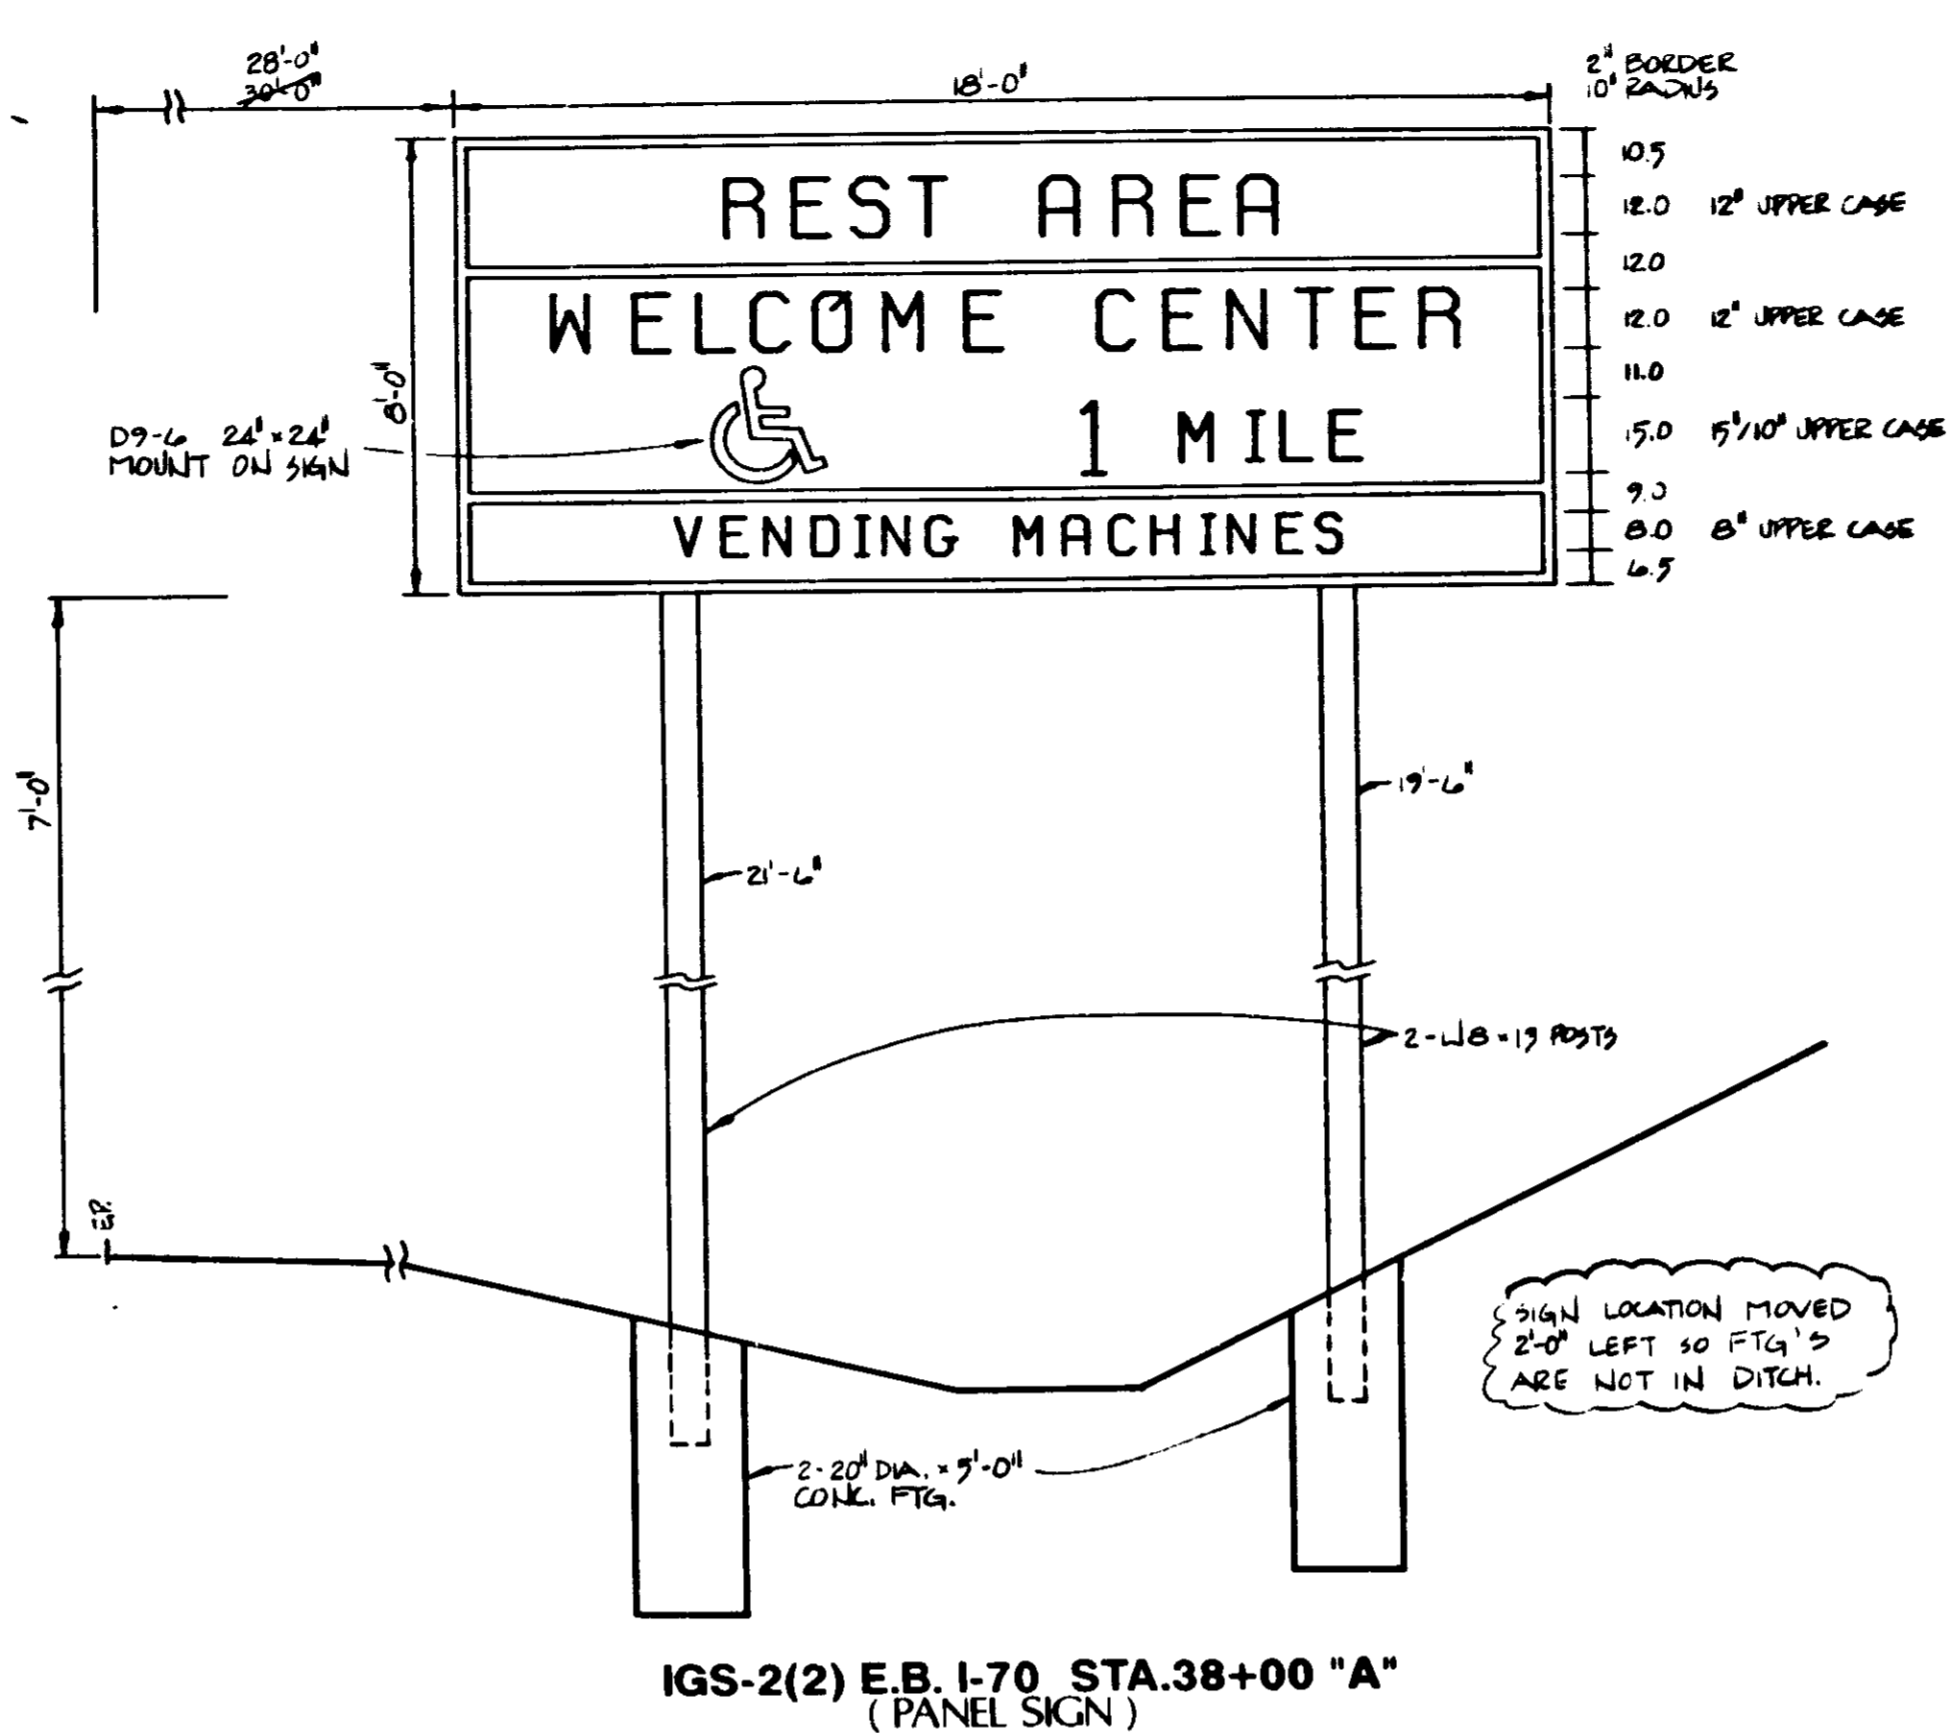 28'-0"
30'-0"
18'-0"
2" BORDER
10" RADIUS
10.5
REST AREA
12.0 12" UPPER CASE
12.0
WELCOME CENTER
12.0 12" UPPER CASE
8'-0"
11.0
D9-6 24" x 24"
MOUNT ON SIGN
1 MILE
15.0 15"/10" UPPER CASE
9.0
VENDING MACHINES
8.0 8" UPPER CASE
6.5
7'-0"
19'-6"
21'-6"
2-W8 x 13 POSTS
E.P.
SIGN LOCATION MOVED
2'-0" LEFT SO FTG'S
ARE NOT IN DITCH.
2-20" DIA. x 5'-0"
CONC. FTG.
IGS-2(2) E.B. I-70 STA.38+00 "A"
( PANEL SIGN )